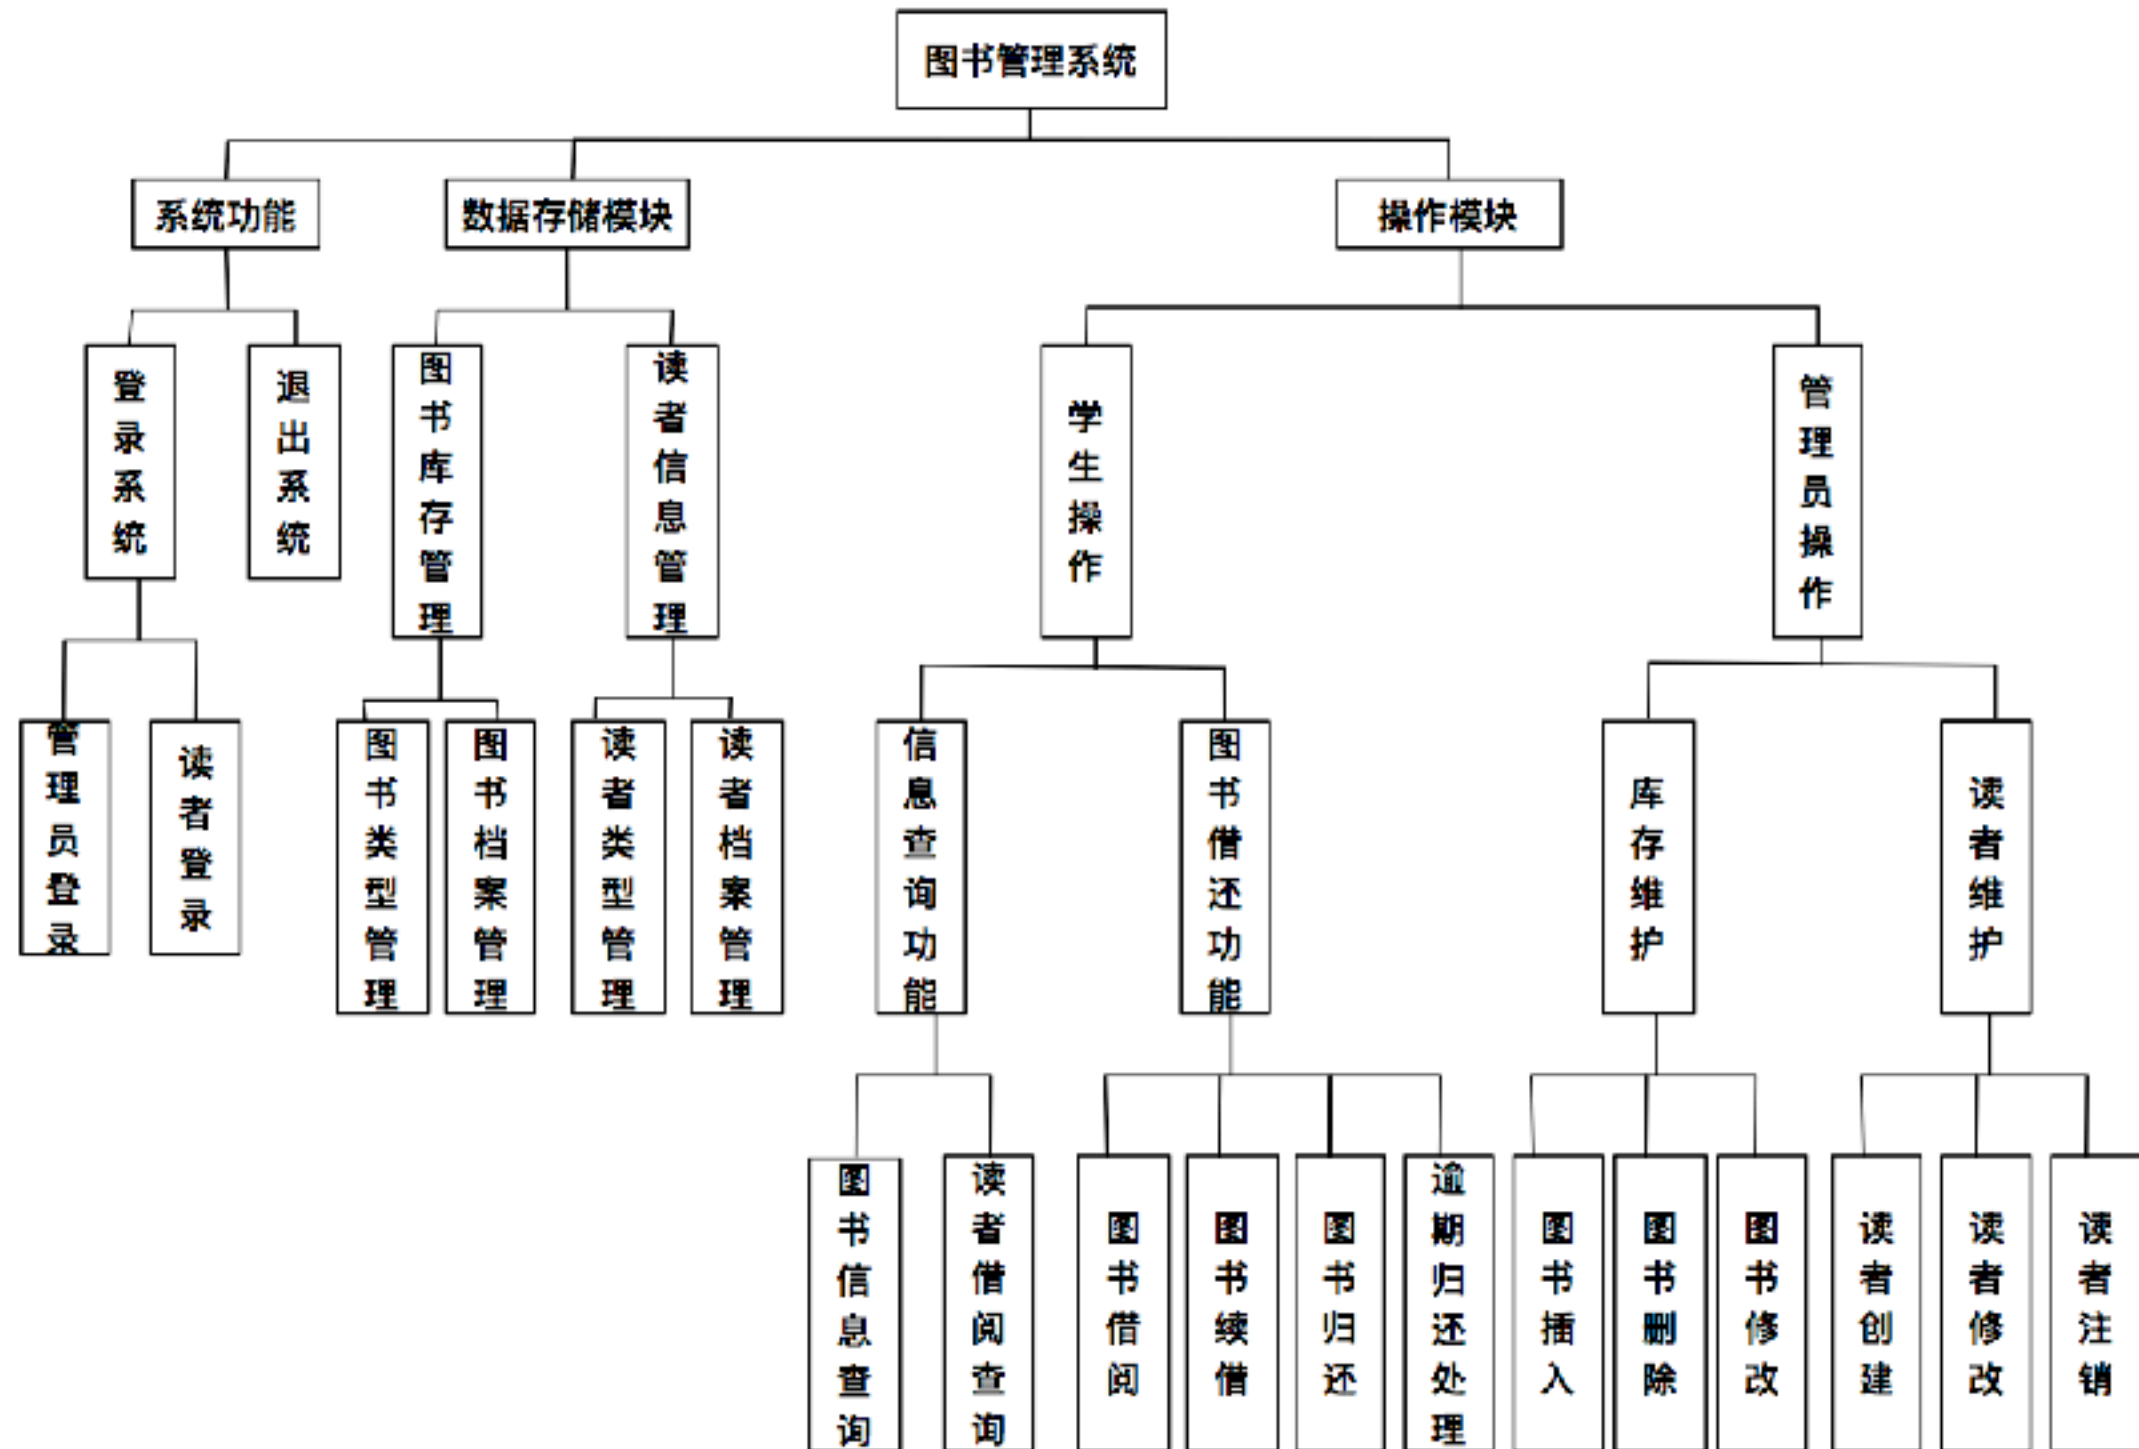 图书管理系统
系统功能
数据存储模块
操作模块
登录系统
退出系统
图书库存管理
读者信息管理
学生操作
管理员操作
管理员登录
读者登录
图书类型管理
图书档案管理
读者类型管理
读者档案管理
信息查询功能
图书借还功能
库存维护
读者维护
图书信息查询
读者借阅查询
图书借阅
图书续借
图书归还
逾期归还处理
图书插入
图书删除
图书修改
读者创建
读者修改
读者注销